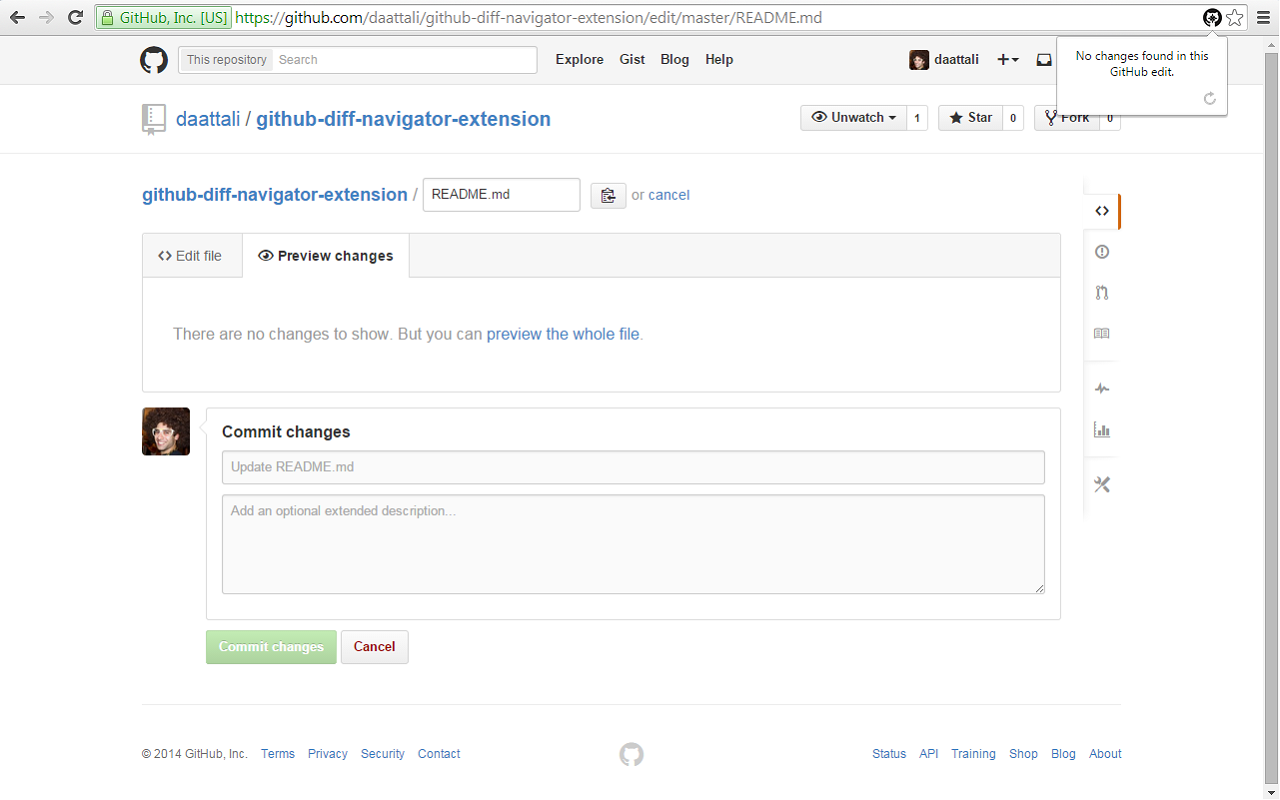 GitHub, Inc. [US] https://github.com/daattali/github-diff-navigator-extension/edit/master/README.md
This repository Search Explore Gist Blog Help daattali
No changes found in this
GitHub edit.
daattali / github-diff-navigator-extension Unwatch 1 Star 0 Fork 0
github-diff-navigator-extension / README.md or cancel
Edit file Preview changes
There are no changes to show. But you can preview the whole file.
Commit changes
Update README.md
Add an optional extended description...
Commit changes Cancel
© 2014 GitHub, Inc. Terms Privacy Security Contact Status API Training Shop Blog About